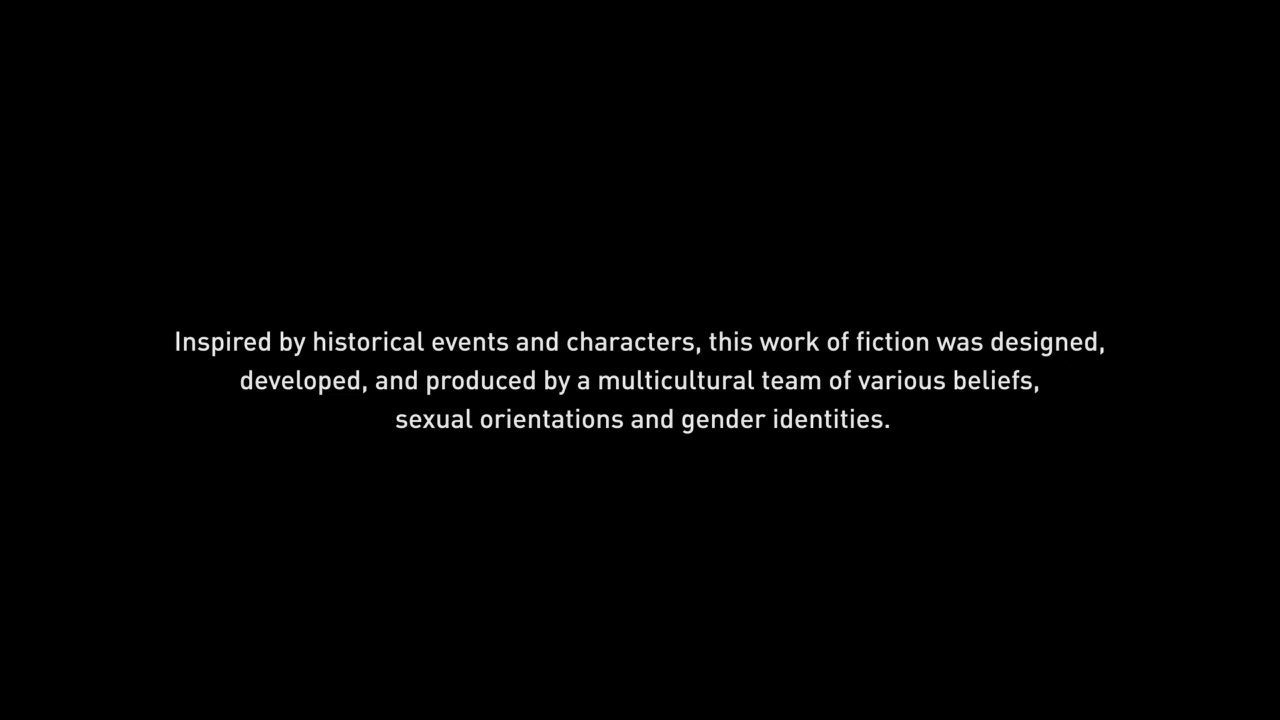 Inspired by historical events and characters, this work of fiction was designed,
developed, and produced by a multicultural team of various beliefs,
sexual orientations and gender identities.